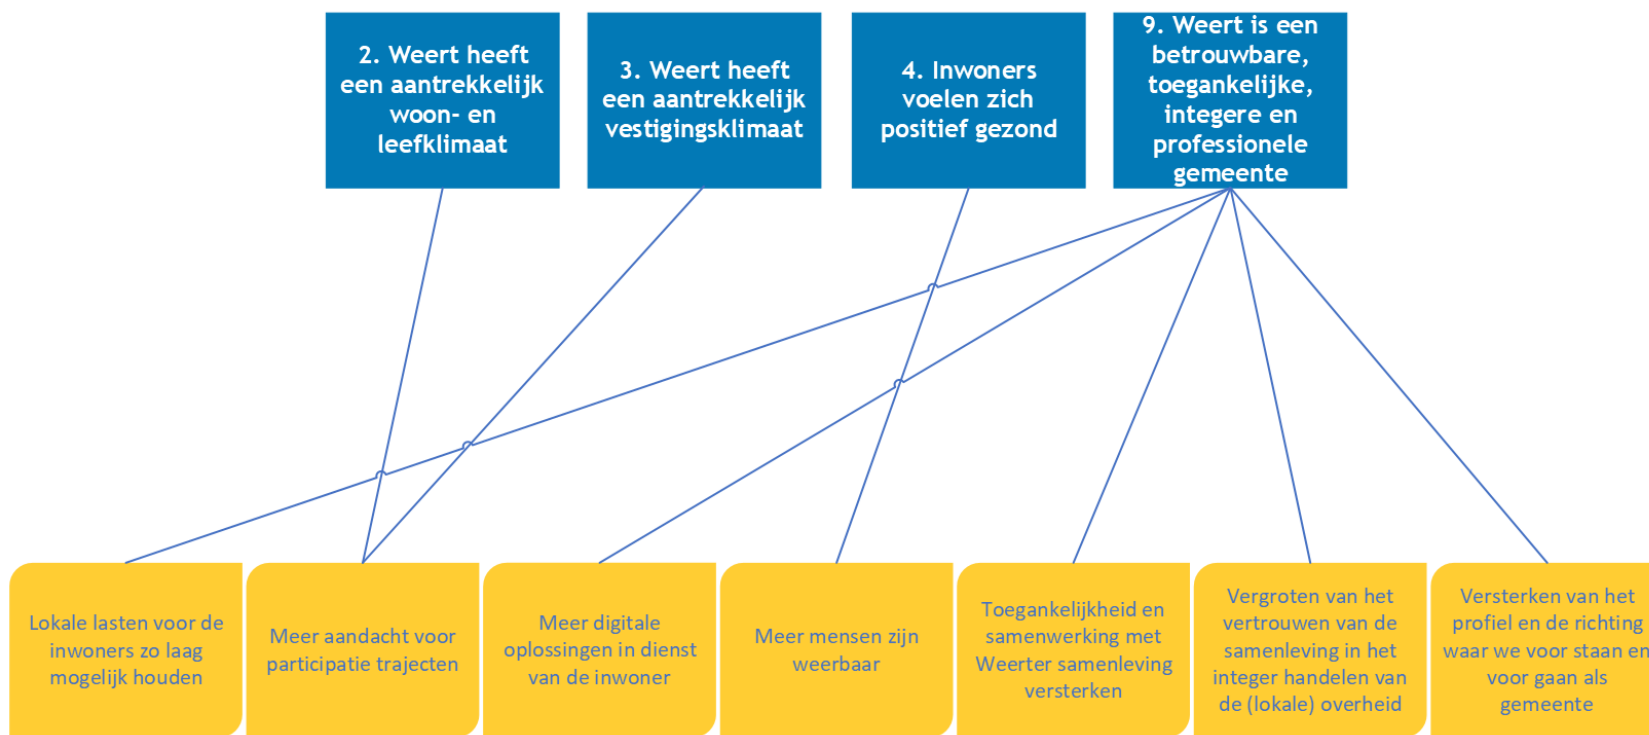 2. Weert heeft
een aantrekkelijk
woon- en
leefklimaat
3. Weert heeft
een aantrekkelijk
vestigingsklimaat
4. Inwoners
voelen zich
positief gezond
9. Weert is een
betrouwbare,
toegankelijke,
integere en
professionele
gemeente
Lokale lasten voor de
inwoners zo laag
mogelijk houden
Meer aandacht voor
participatie trajecten
Meer digitale
oplossingen in dienst
van de inwoner
Meer mensen zijn
weerbaar
Toegankelijkheid en
samenwerking met
Weerter samenleving
versterken
Vergroten van het
vertrouwen van de
samenleving in het
integer handelen van
de (lokale) overheid
Versterken van het
profiel en de richting
waar we voor staan en
voor gaan als
gemeente